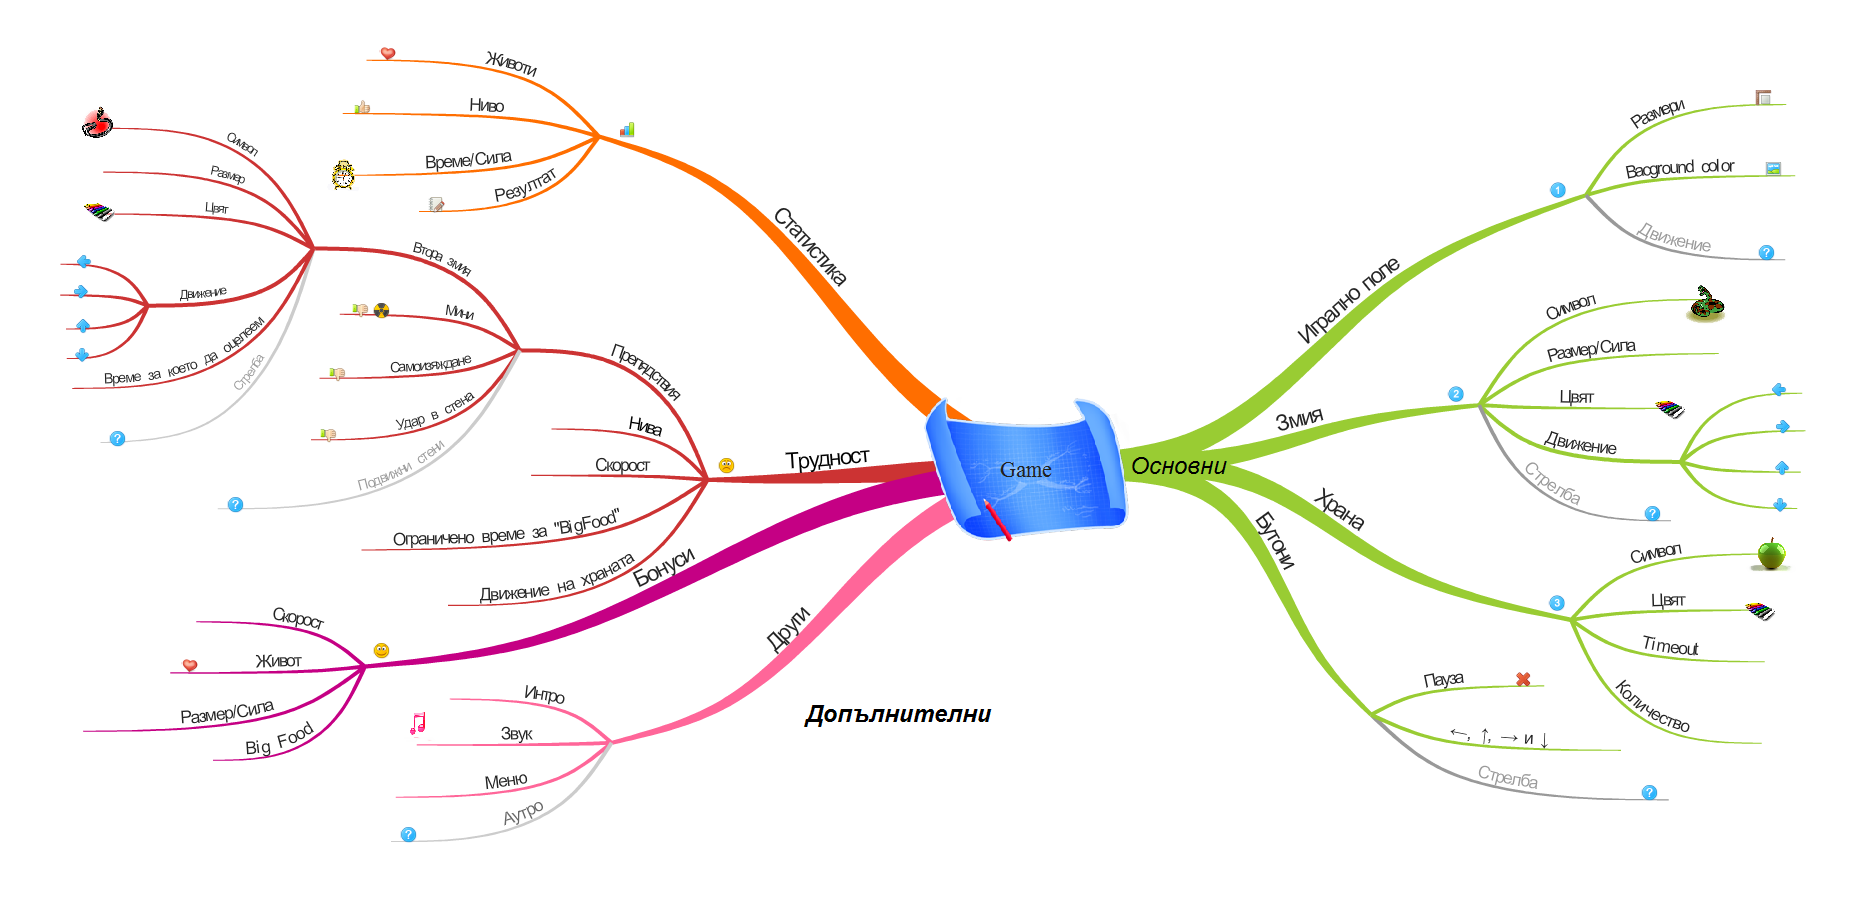 Game
Основни
Игрално поле
Размери
Bacground color
Движение
Змия
Символ
Размер/Сила
Цвят
Движение
Стрелба
Храна
Символ
Цвят
Timeout
Количество
Бутони
Пауза
←, ↑, → и ↓
Стрелба
Статистика
Животи
Ниво
Време/Сила
Резултат
Трудност
Препядствия
Втора змия
Символ
Размер
Цвят
Движение
Време за което да оцелеем
Стрелба
Мини
Самоизяждане
Удар в стена
Подвижни стени
Нива
Скорост
Ограничено време за "BigFood"
Движение на храната
Бонуси
Скорост
Живот
Размер/Сила
Big Food
Други
Интро
Звук
Меню
Аутро
Допълнителни
1
2
3
?
?
?
?
?
?